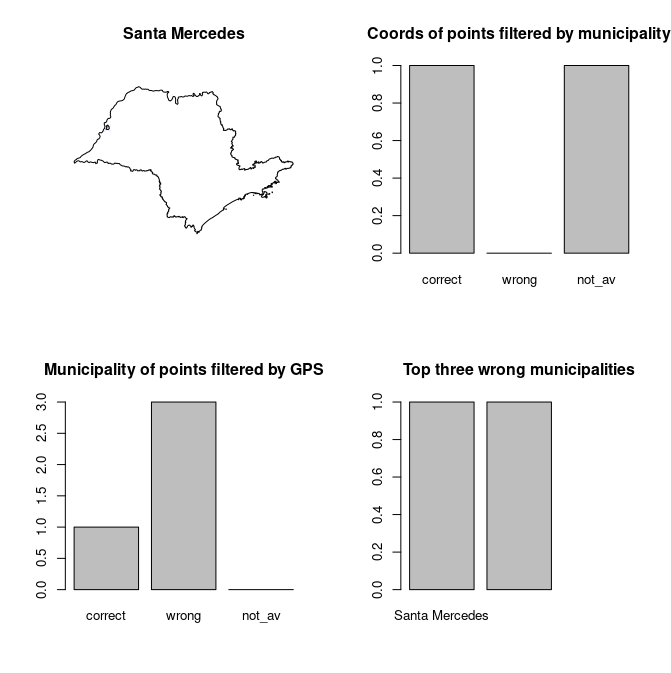 Santa Mercedes
Coords of points filtered by municipality
1.0
0.8
0.6
0.4
0.2
0.0
correct wrong not_av
Municipality of points filtered by GPS
3.0
2.5
2.0
1.5
1.0
0.5
0.0
correct wrong not_av
Top three wrong municipalities
1.0
0.8
0.6
0.4
0.2
0.0
Santa Mercedes